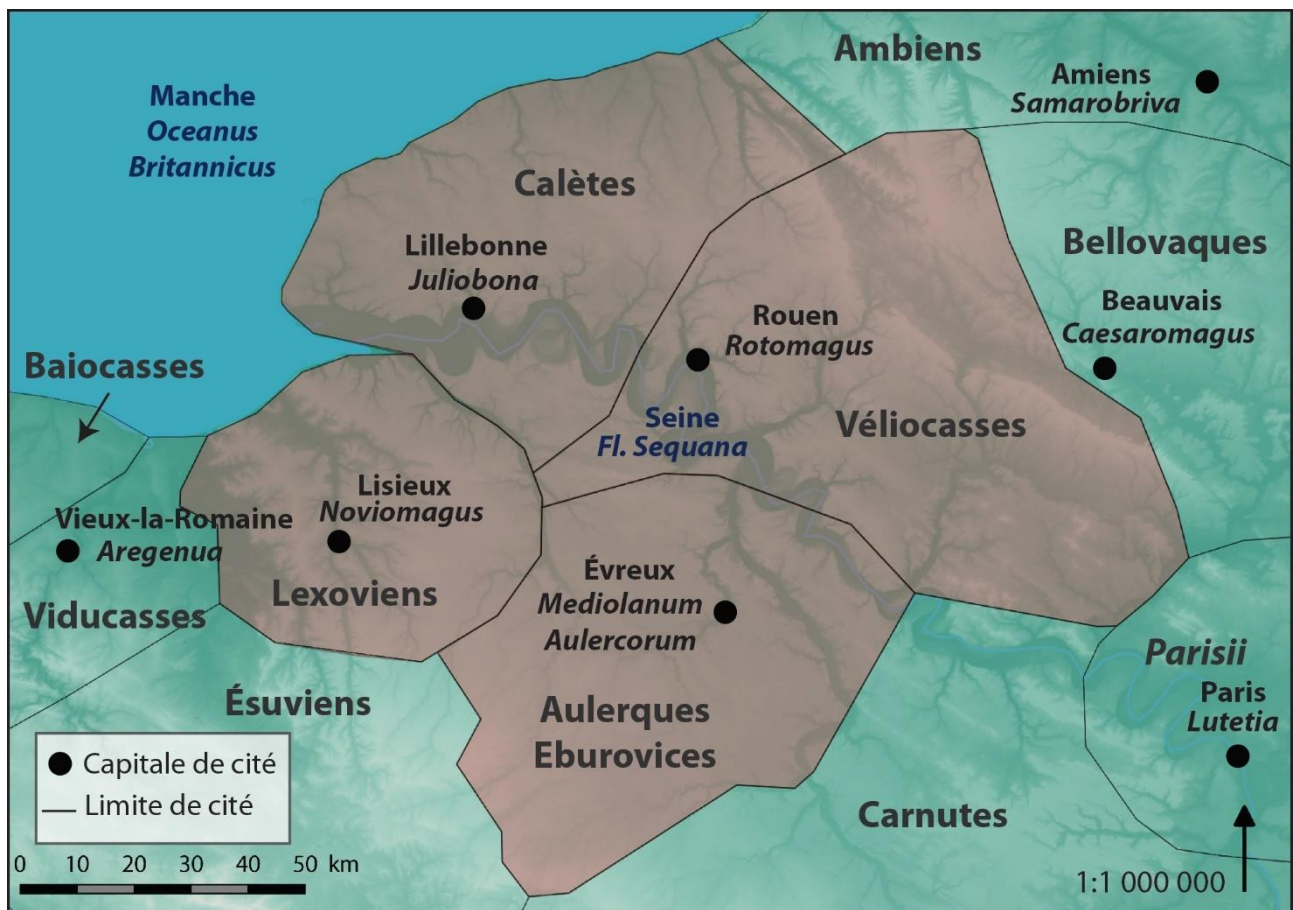 Ambiens
Amiens
Samarobriva
Manche
Oceanus
Britannicus
Calètes
Bellovaques
Lillebonne
Juliobona
Beauvais
Caesaromagus
Rouen
Rotomagus
Baiocasses
Seine
Fl. Sequana
Véliocasses
Lisieux
Noviomagus
Vieux-la-Romaine
Aregenua
Lexoviens
Viducasses
Évreux
Mediolanum
Aulercorum
Parisii
Paris
Lutetia
Ésuviens
Aulerques
Eburovices
Carnutes
Capitale de cité
Limite de cité
0 10 20 30 40 50 km
1:1 000 000